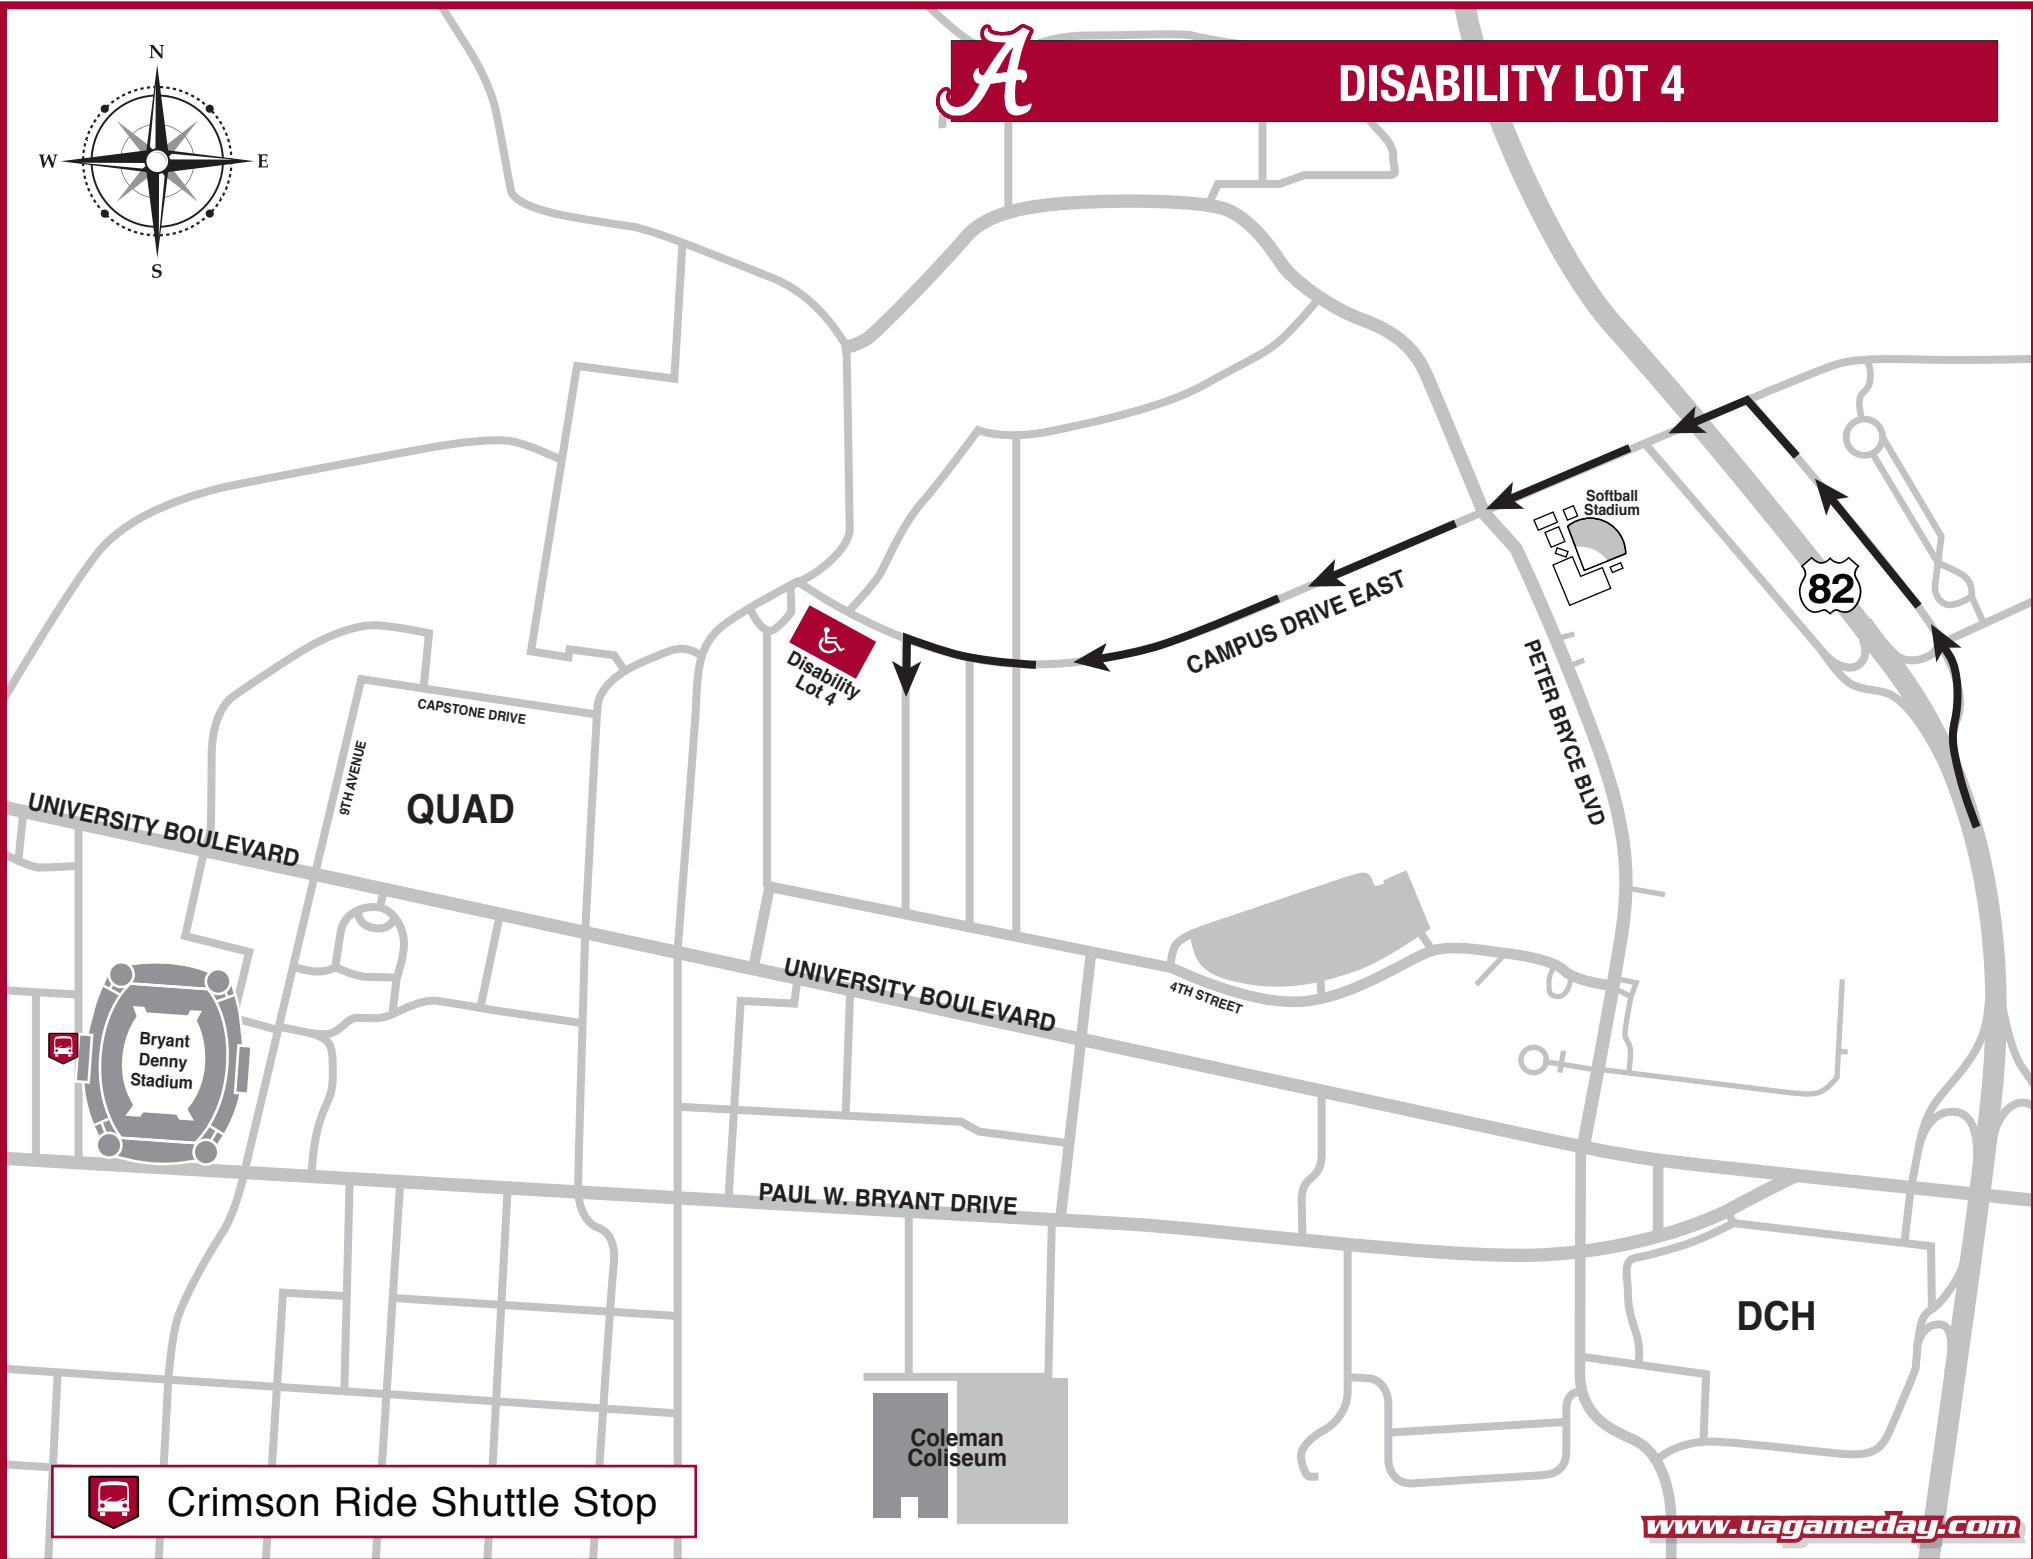 N
W
E
S
A
DISABILITY LOT 4
Softball
Stadium
82
CAMPUS DRIVE EAST
PETER BRYCE BLVD
Disability
Lot 4
CAPSTONE DRIVE
9TH AVENUE
QUAD
UNIVERSITY BOULEVARD
UNIVERSITY BOULEVARD
4TH STREET
Bryant
Denny
Stadium
PAUL W. BRYANT DRIVE
DCH
Coleman
Coliseum
Crimson Ride Shuttle Stop
www.uagameday.com